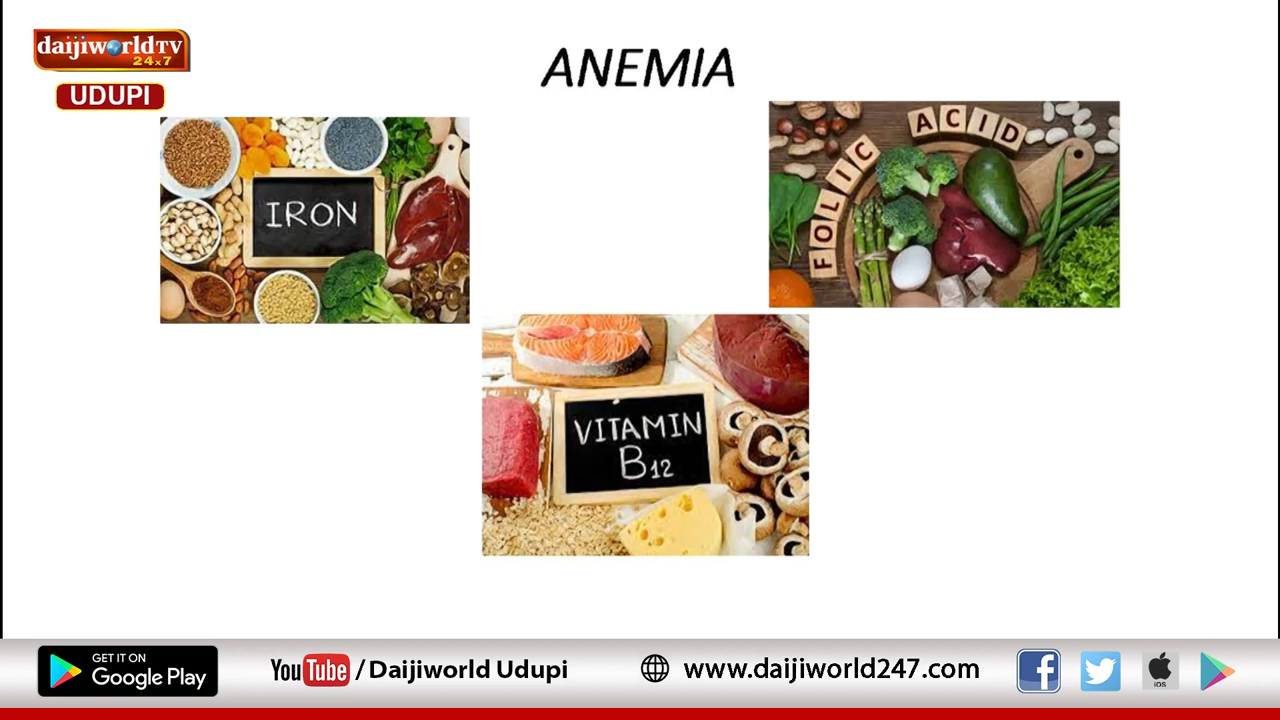 daijiworldTV
24x7
UDUPI
ANEMIA
IRON
FOLIC ACID
VITAMIN
B12
GET IT ON
Google Play
YouTube / Daijiworld Udupi
www.daijiworld247.com
f
iOS